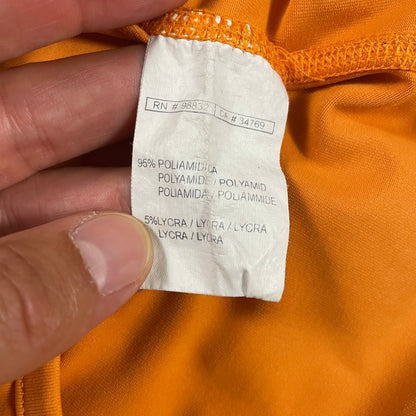 RN # 98832 CA # 34769
95% POLIAMIDICA
POLYAMIDE / POLYAMID
POLIAMIDA / POLIAMMIDE
5%LYCRA / LYCRA / LYCRA
LYCRA / LYCRA